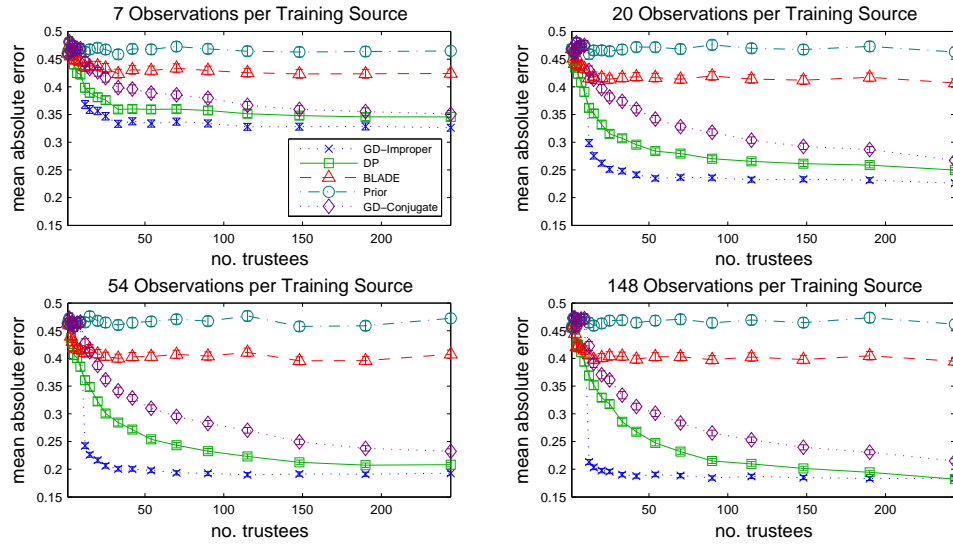 7 Observations per Training Source
0.5
0.45
0.4
0.35
0.3
0.25
0.2
0.15
mean absolute error
50
100
150
200
no. trustees
GD−Improper
DP
BLADE
Prior
GD−Conjugate
20 Observations per Training Source
0.5
0.45
0.4
0.35
0.3
0.25
0.2
0.15
mean absolute error
50
100
150
200
no. trustees
54 Observations per Training Source
0.5
0.45
0.4
0.35
0.3
0.25
0.2
0.15
mean absolute error
50
100
150
200
no. trustees
148 Observations per Training Source
0.5
0.45
0.4
0.35
0.3
0.25
0.2
0.15
mean absolute error
50
100
150
200
no. trustees